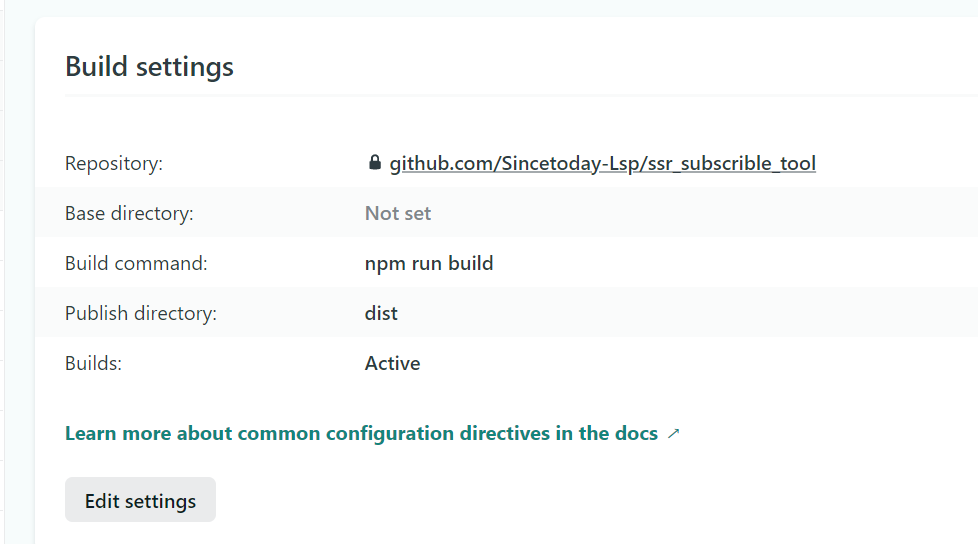 Build settings
Repository: github.com/Sincetoday-Lsp/ssr_subscrible_tool
Base directory: Not set
Build command: npm run build
Publish directory: dist
Builds: Active
Learn more about common configuration directives in the docs ↗
Edit settings